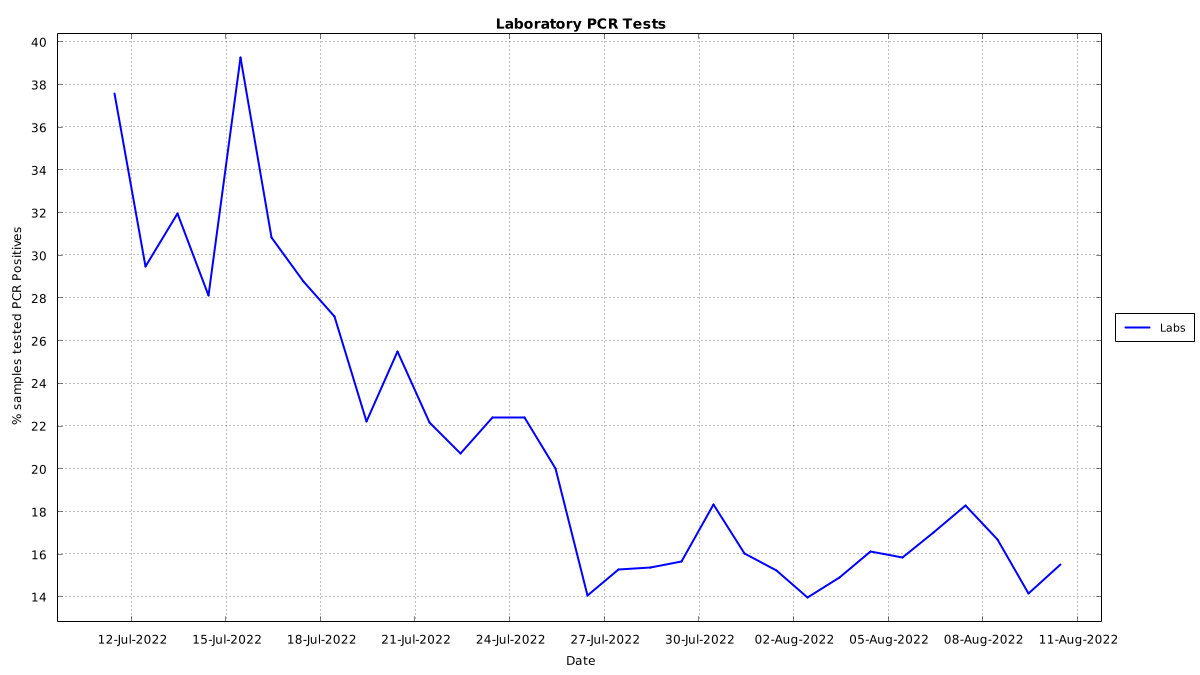 Laboratory PCR Tests
40
38
36
34
32
30
28
26
24
22
20
18
16
14
% samples tested PCR Positives
Labs
12-Jul-2022 15-Jul-2022 18-Jul-2022 21-Jul-2022 24-Jul-2022 27-Jul-2022 30-Jul-2022 02-Aug-2022 05-Aug-2022 08-Aug-2022 11-Aug-2022
Date